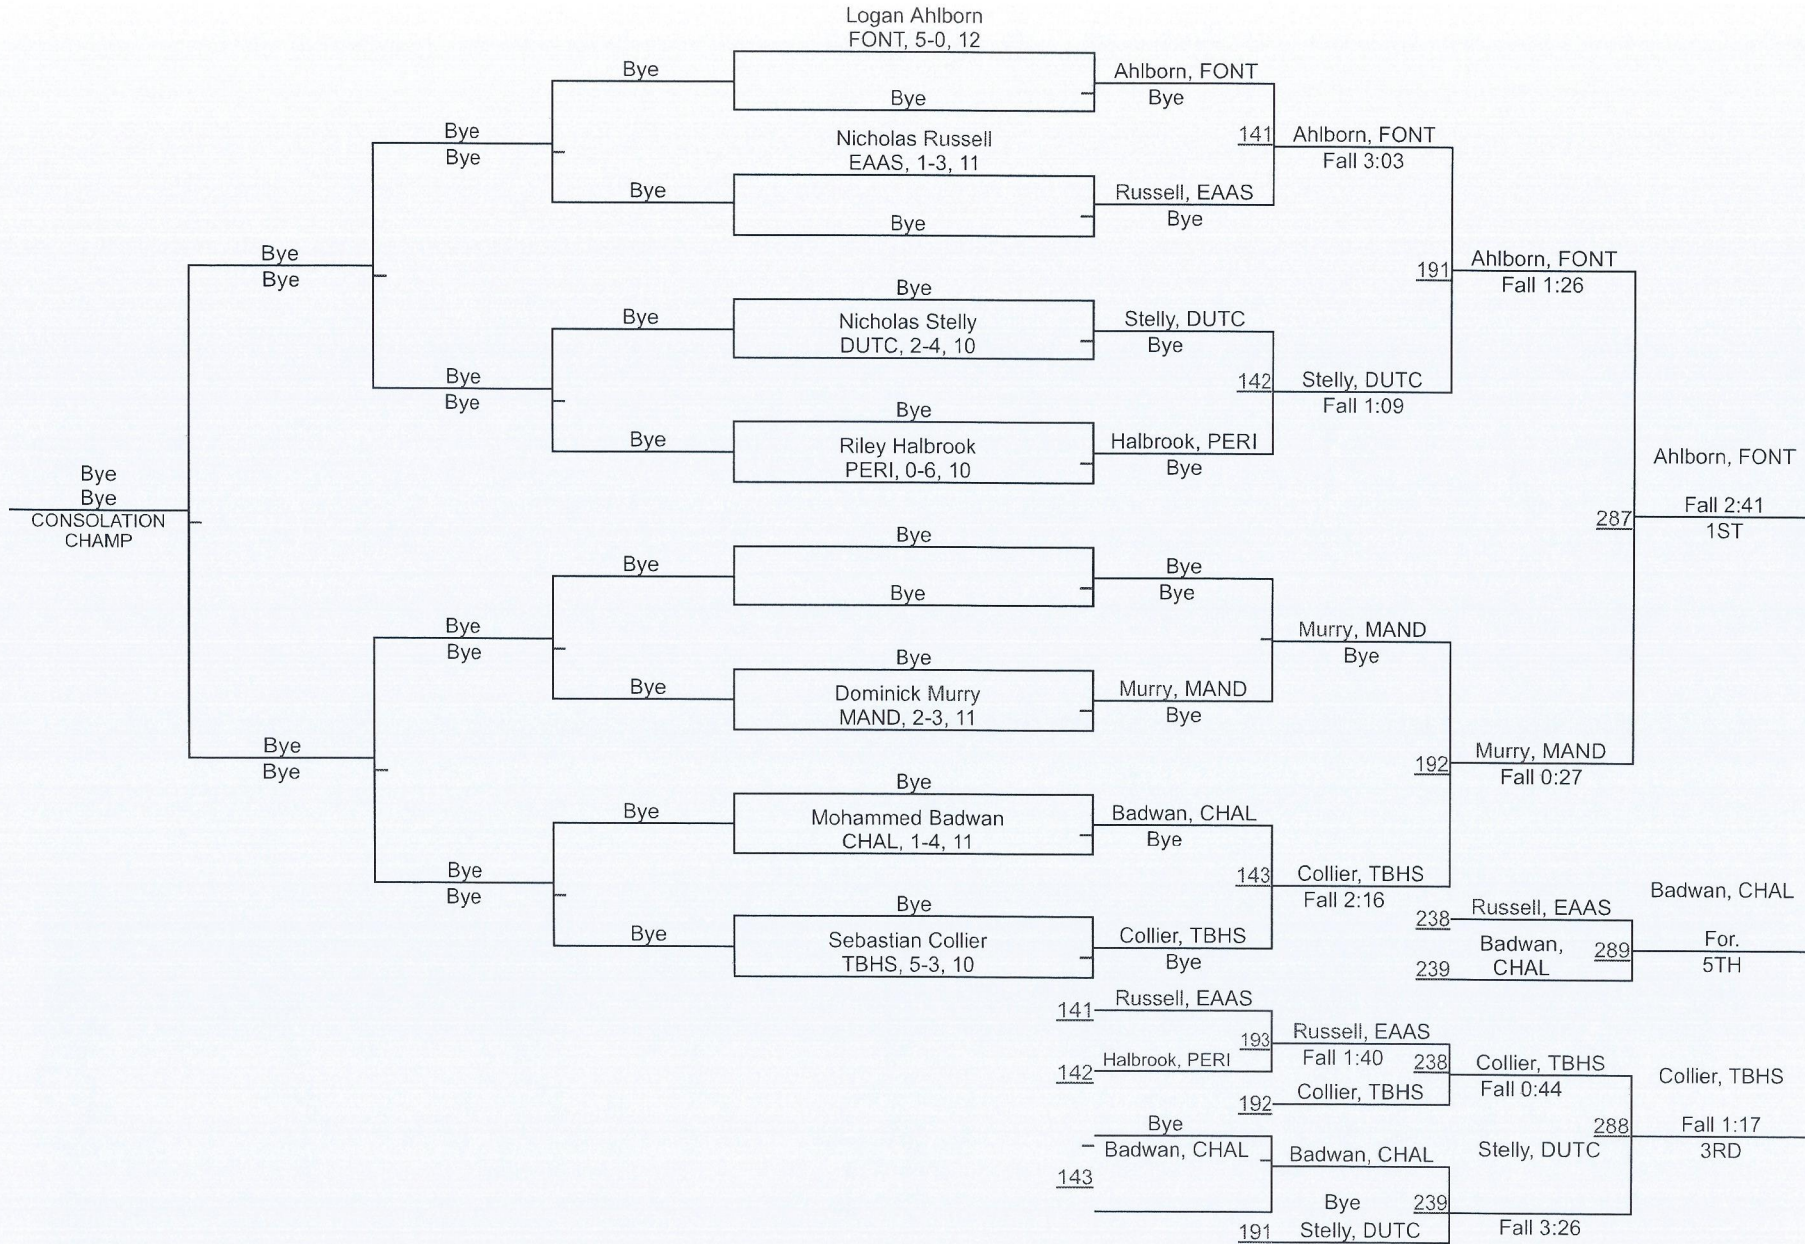 Logan Ahlborn
FONT, 5-0, 12
Bye
Bye
Ahlborn, FONT
Bye
Bye
Bye
Nicholas Russell
EAAS, 1-3, 11
141
Ahlborn, FONT
Fall 3:03
Bye
Bye
Russell, EAAS
Bye
Bye
Bye
191
Ahlborn, FONT
Fall 1:26
Bye
Bye
Nicholas Stelly
DUTC, 2-4, 10
Stelly, DUTC
Bye
Bye
Bye
142
Stelly, DUTC
Fall 1:09
Bye
Bye
Riley Halbrook
PERI, 0-6, 10
Halbrook, PERI
Bye
Bye
Bye
CONSOLATION
CHAMP
Ahlborn, FONT
287
Fall 2:41
1ST
Bye
Bye
Bye
Bye
Bye
Bye
Bye
Murry, MAND
Bye
Bye
Bye
Dominick Murry
MAND, 2-3, 11
Murry, MAND
Bye
Bye
Bye
192
Murry, MAND
Fall 0:27
Bye
Bye
Mohammed Badwan
CHAL, 1-4, 11
Badwan, CHAL
Bye
Bye
Bye
143
Collier, TBHS
Fall 2:16
Bye
Bye
Sebastian Collier
TBHS, 5-3, 10
Collier, TBHS
Bye
238
Russell, EAAS
Badwan, CHAL
Badwan,
CHAL
239
289
For.
5TH
141
Russell, EAAS
193
Russell, EAAS
Fall 1:40
142
Halbrook, PERI
238
Collier, TBHS
Fall 0:44
192
Collier, TBHS
Collier, TBHS
Bye
Badwan, CHAL
143
Badwan, CHAL
Bye
239
Stelly, DUTC
288
Fall 1:17
3RD
191
Stelly, DUTC
Fall 3:26